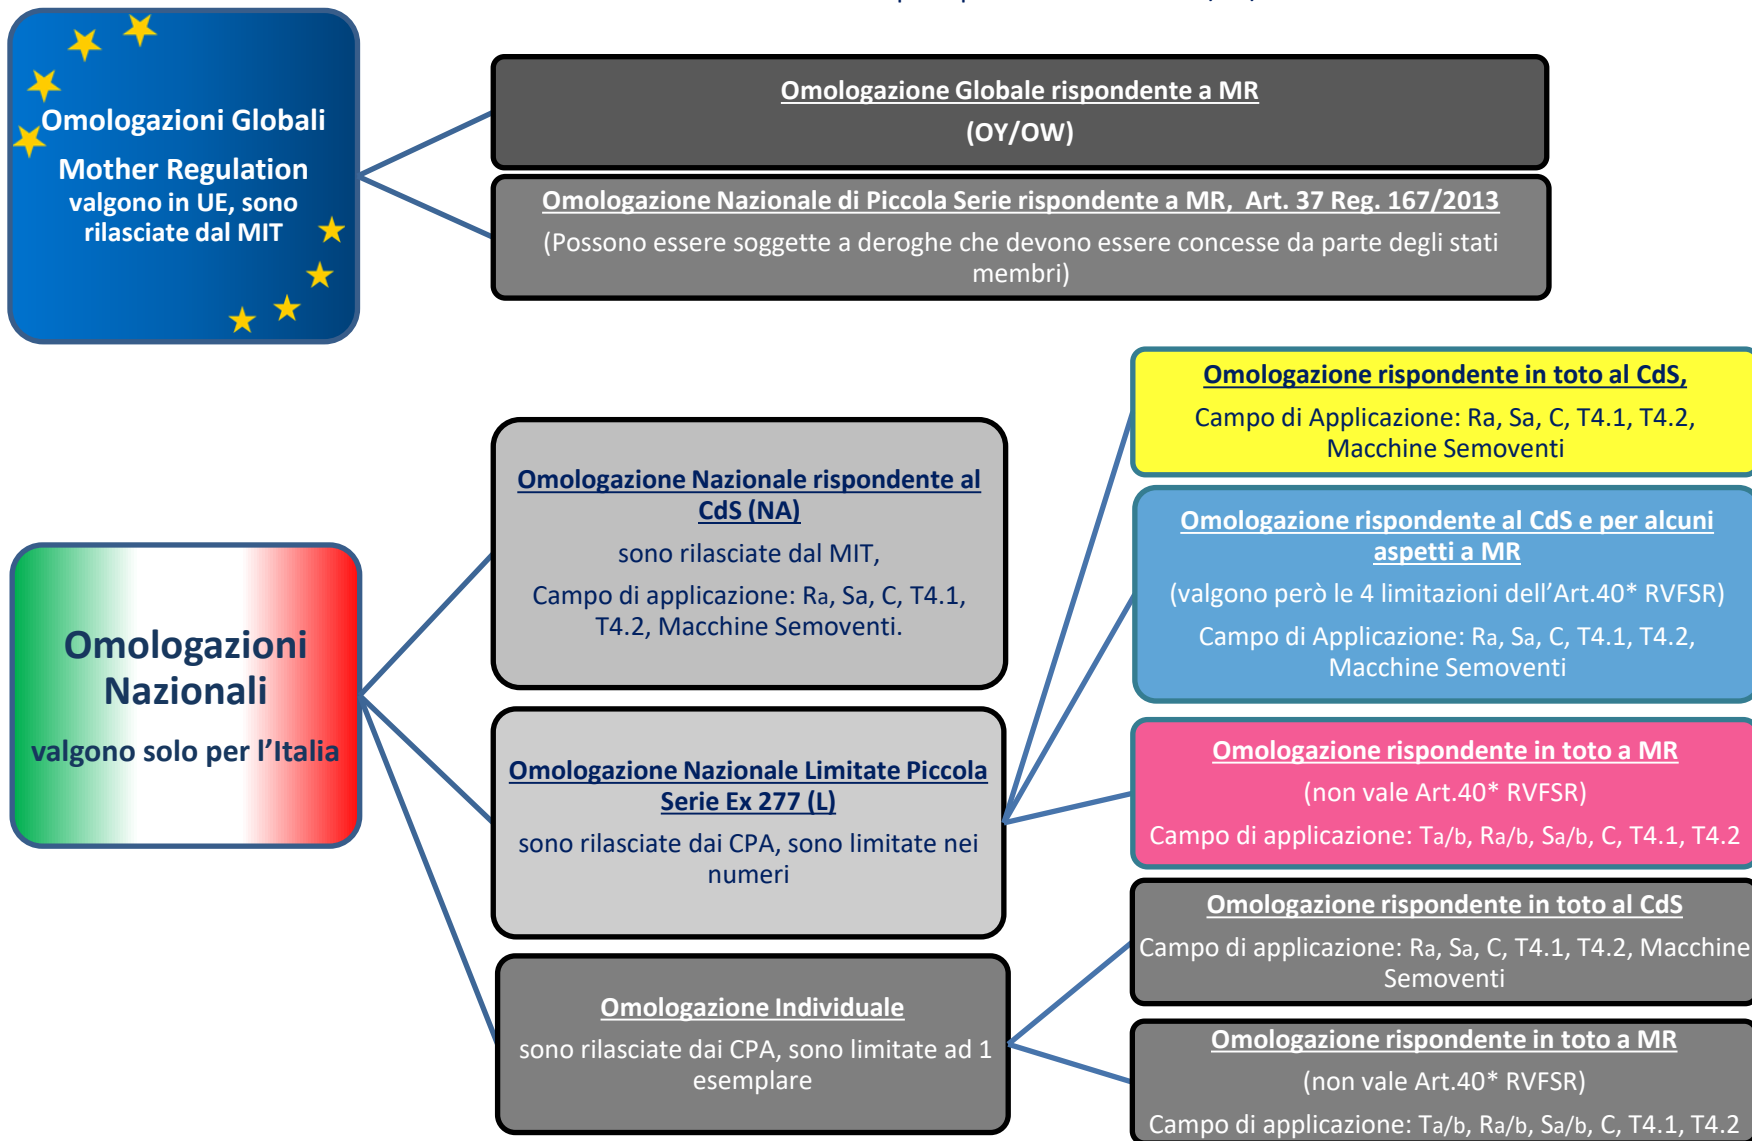 Omologazioni Globali
Mother Regulation
valgono in UE, sono
rilasciate dal MIT
Omologazione Globale rispondente a MR
(OY/OW)
Omologazione Nazionale di Piccola Serie rispondente a MR,  Art. 37 Reg. 167/2013
(Possono essere soggette a deroghe che devono essere concesse da parte degli stati
membri)
Omologazioni
Nazionali
valgono solo per l’Italia
Omologazione Nazionale rispondente al
CdS (NA)
sono rilasciate dal MIT,
Campo di applicazione: Ra, Sa, C, T4.1,
T4.2, Macchine Semoventi.
Omologazione Nazionale Limitate Piccola
Serie Ex 277 (L)
sono rilasciate dai CPA, sono limitate nei
numeri
Omologazione Individuale
sono rilasciate dai CPA, sono limitate ad 1
esemplare
Omologazione rispondente in toto al CdS,
Campo di Applicazione: Ra, Sa, C, T4.1, T4.2,
Macchine Semoventi
Omologazione rispondente al CdS e per alcuni
aspetti a MR
(valgono però le 4 limitazioni dell’Art.40* RVFSR)
Campo di Applicazione: Ra, Sa, C, T4.1, T4.2,
Macchine Semoventi
Omologazione rispondente in toto a MR
(non vale Art.40* RVFSR)
Campo di applicazione: Ta/b, Ra/b, Sa/b, C, T4.1, T4.2
Omologazione rispondente in toto al CdS
Campo di applicazione: Ra, Sa, C, T4.1, T4.2, Macchine
Semoventi
Omologazione rispondente in toto a MR
(non vale Art.40* RVFSR)
Campo di applicazione: Ta/b, Ra/b, Sa/b, C, T4.1, T4.2